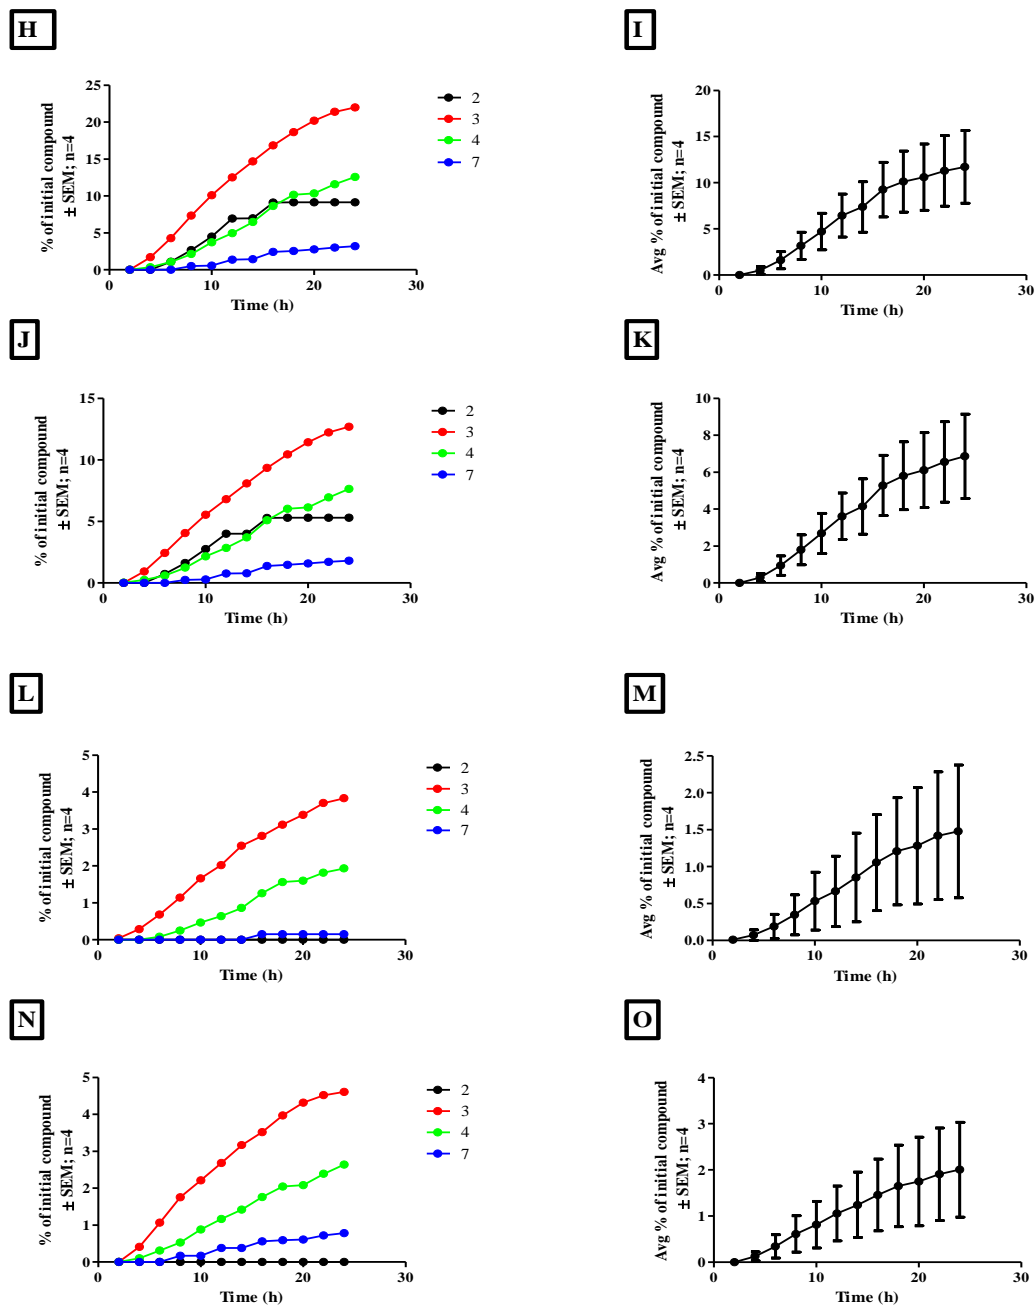 H
% of initial compound
± SEM; n=4
25
20
15
10
5
0
0 10 20 30
Time (h)
2
3
4
7
I
Avg % of initial compound
± SEM; n=4
20
15
10
5
0
0 10 20 30
Time (h)
J
% of initial compound
± SEM; n=4
15
10
5
0
0 10 20 30
Time (h)
2
3
4
7
K
Avg % of initial compound
± SEM; n=4
10
8
6
4
2
0
0 10 20 30
Time (h)
L
% of initial compound
± SEM; n=4
5
4
3
2
1
0
0 10 20 30
Time (h)
2
3
4
7
M
Avg % of initial compound
± SEM; n=4
2.5
2.0
1.5
1.0
0.5
0.0
0 10 20 30
Time (h)
N
% of initial compound
± SEM; n=4
5
4
3
2
1
0
0 10 20 30
Time (h)
2
3
4
7
O
Avg % of initial compound
± SEM; n=4
4
3
2
1
0
0 10 20 30
Time (h)